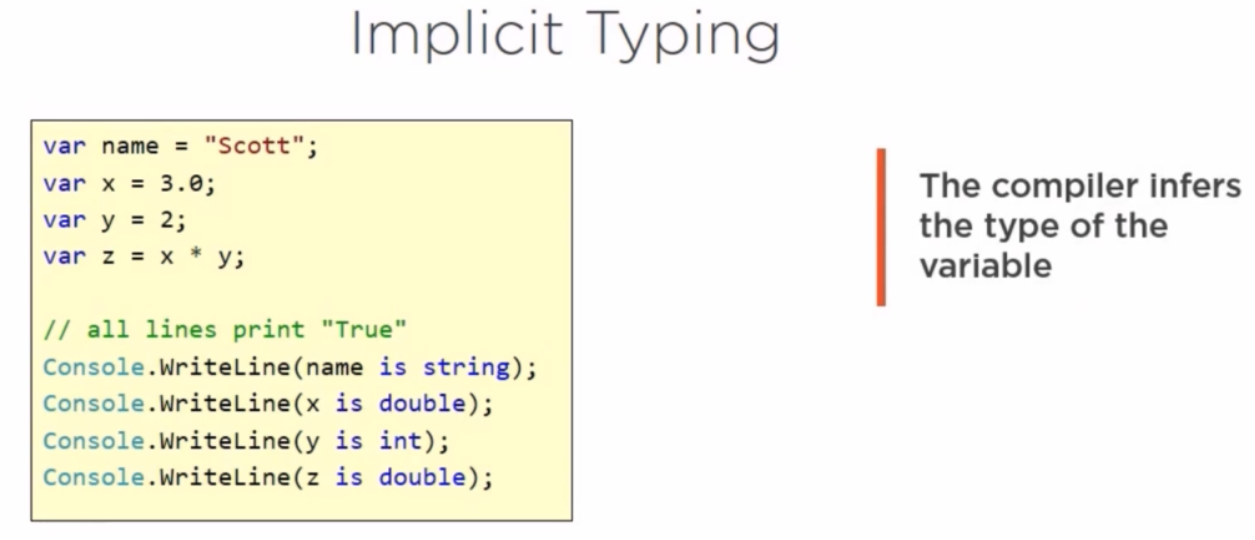 Implicit Typing
var name = "Scott";
var x = 3.0;
var y = 2;
var z = x * y;
// all lines print "True"
Console.WriteLine(name is string);
Console.WriteLine(x is double);
Console.WriteLine(y is int);
Console.WriteLine(z is double);
The compiler infers
the type of the
variable